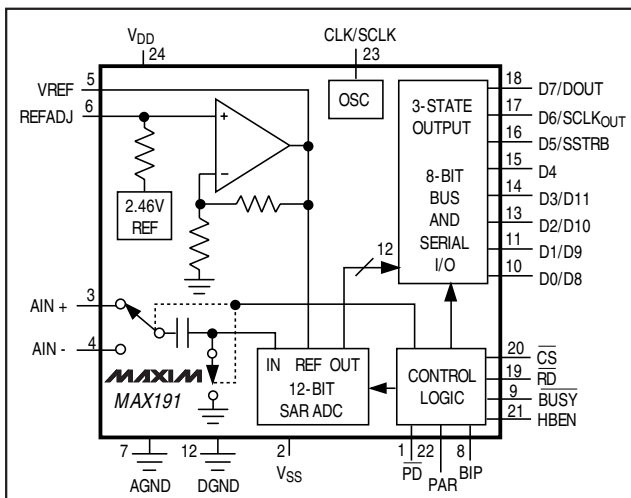 VDD
24
CLK/SCLK
23
VREF 5
REFADJ 6
OSC
2.46V
REF
3-STATE
OUTPUT
8-BIT
BUS
AND
SERIAL
I/O
18 D7/DOUT
17 D6/SCLKOUT
16 D5/SSTRB
15 D4
14 D3/D11
13 D2/D10
11 D1/D9
10 D0/D8
12
AIN + 3
AIN - 4
MAXIM
MAX191
IN REF OUT
12-BIT
SAR ADC
CONTROL
LOGIC
20 CS
19 RD
9 BUSY
21 HBEN
7
AGND
12
DGND
2
VSS
1
PD
22
PAR
8
BIP